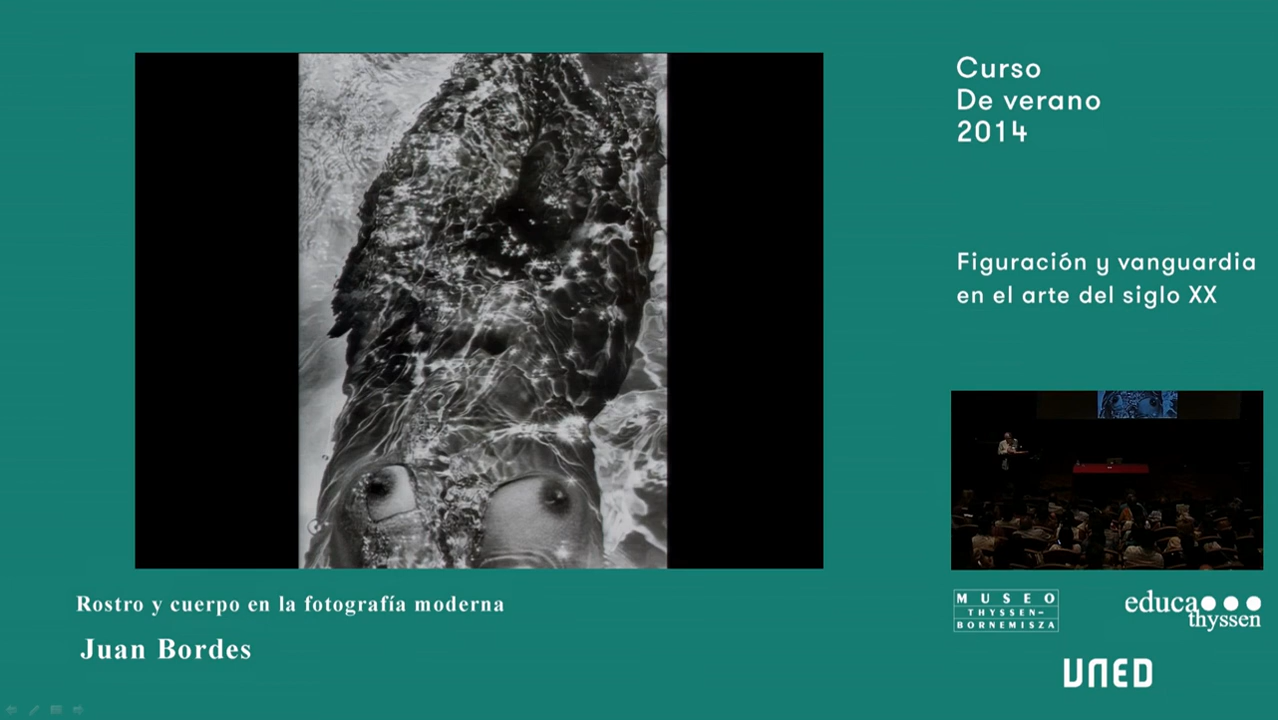 Curso
De verano
2014
Figuración y vanguardia
en el arte del siglo XX
Rostro y cuerpo en la fotografía moderna
Juan Bordes
MUSEO
THYSSEN-
BORNEMISZA
educa
thyssen
UNED